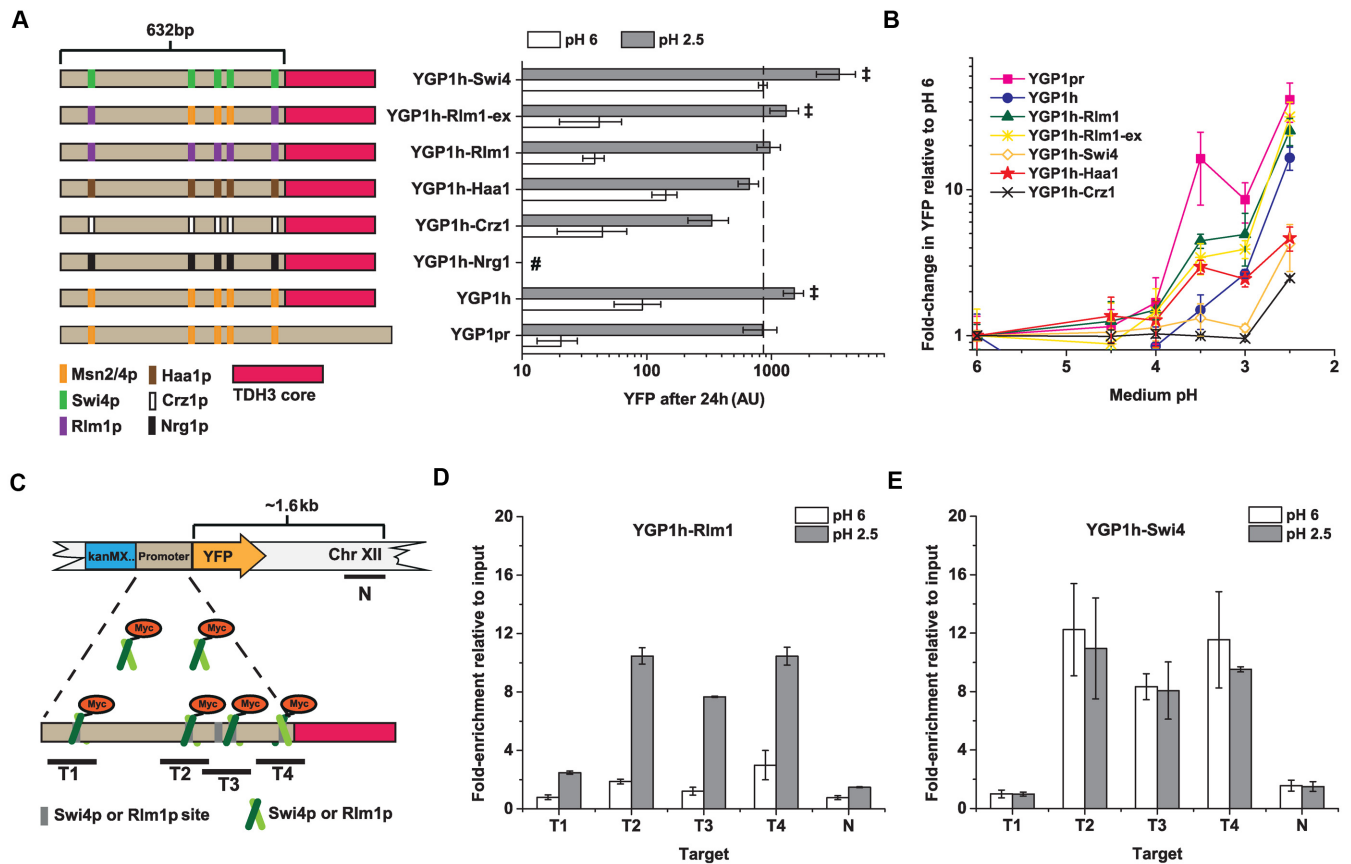 A
632bp
pH 6
pH 2.5
YGP1h-Swi4
‡
YGP1h-Rlm1-ex
‡
YGP1h-Rlm1
YGP1h-Haa1
YGP1h-Crz1
YGP1h-Nrg1
#
YGP1h
‡
YGP1pr
10
100
1000
YFP after 24h (AU)
Msn2/4p
Haa1p
Swi4p
Crz1p
Rlm1p
Nrg1p
TDH3 core
B
YGP1pr
YGP1h
YGP1h-Rlm1
YGP1h-Rlm1-ex
YGP1h-Swi4
YGP1h-Haa1
YGP1h-Crz1
Fold-change in YFP relative to pH 6
10
1
6
5
4
3
2
Medium pH
C
~1.6kb
kanMX..
Promoter
YFP
Chr XII
N
Myc
Myc
Myc
Myc
Myc
Myc
T1
T2
T3
T4
Swi4p or Rlm1p site
Swi4p or Rlm1p
D
YGP1h-Rlm1
pH 6
pH 2.5
Fold-enrichment relative to input
20
16
12
8
4
0
T1
T2
T3
T4
N
Target
E
YGP1h-Swi4
pH 6
pH 2.5
Fold-enrichment relative to input
20
16
12
8
4
0
T1
T2
T3
T4
N
Target